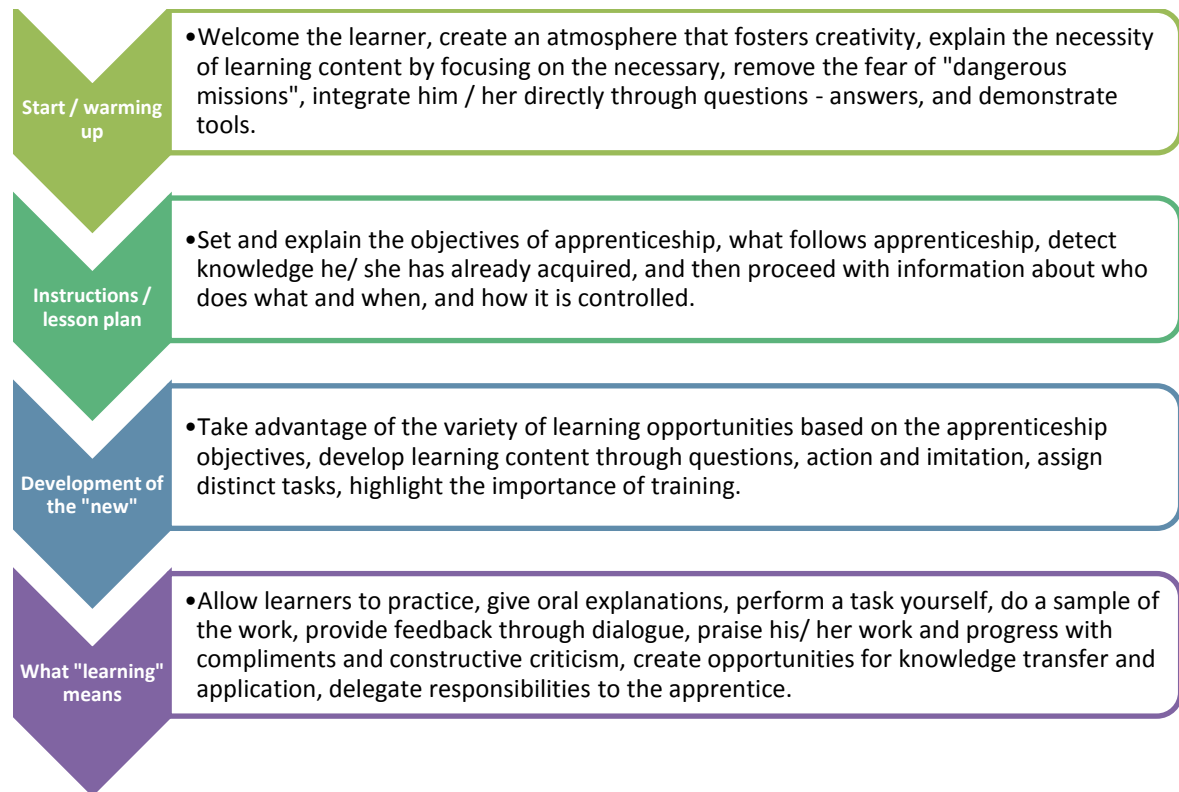 Start / warming
up
•Welcome the learner, create an atmosphere that fosters creativity, explain the necessity
of learning content by focusing on the necessary, remove the fear of "dangerous
missions", integrate him / her directly through questions - answers, and demonstrate
tools.
Instructions /
lesson plan
•Set and explain the objectives of apprenticeship, what follows apprenticeship, detect
knowledge he/ she has already acquired, and then proceed with information about who
does what and when, and how it is controlled.
Development of
the "new"
•Take advantage of the variety of learning opportunities based on the apprenticeship
objectives, develop learning content through questions, action and imitation, assign
distinct tasks, highlight the importance of training.
What "learning"
means
•Allow learners to practice, give oral explanations, perform a task yourself, do a sample of
the work, provide feedback through dialogue, praise his/ her work and progress with
compliments and constructive criticism, create opportunities for knowledge transfer and
application, delegate responsibilities to the apprentice.